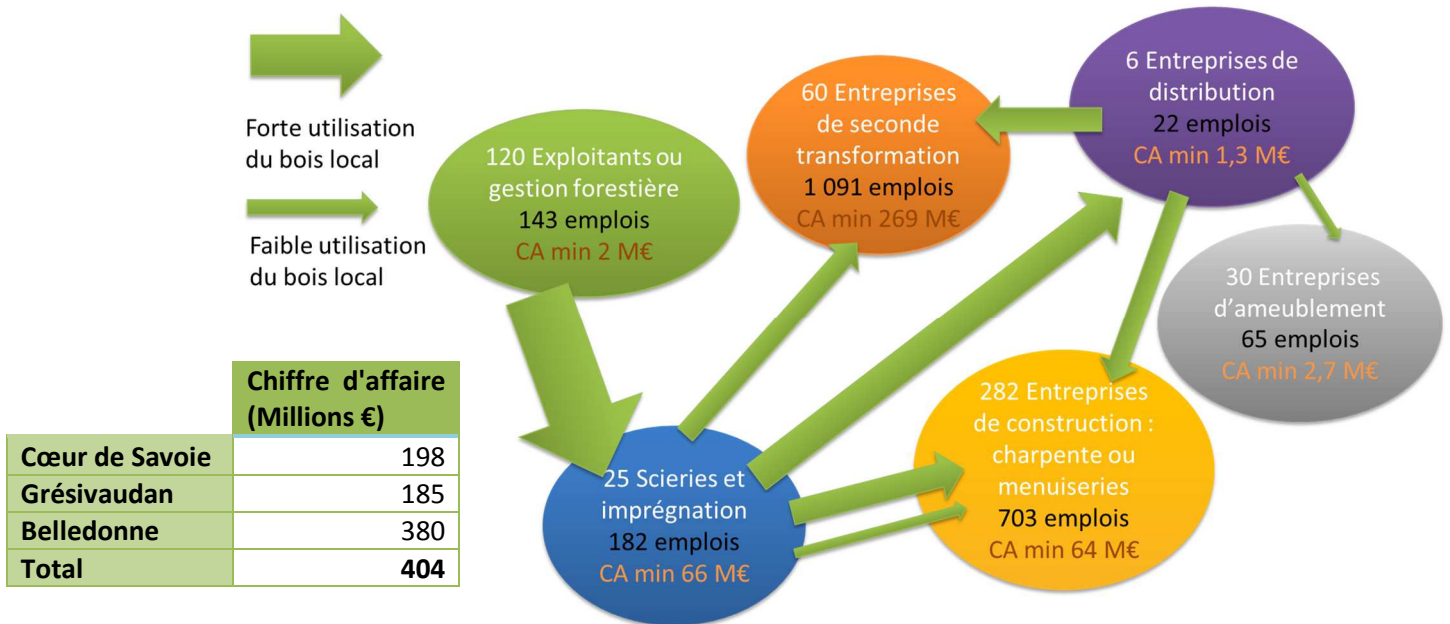 Forte utilisation
du bois local
Faible utilisation
du bois local
120 Exploitants ou
gestion forestière
143 emplois
CA min 2 M€
60 Entreprises
de seconde
transformation
1 091 emplois
CA min 269 M€
6 Entreprises de
distribution
22 emplois
CA min 1,3 M€
30 Entreprises
d’ameublement
65 emplois
CA min 2,7 M€
282 Entreprises
de construction :
charpente ou
menuiseries
703 emplois
CA min 64 M€
25 Scieries et
imprégnation
182 emplois
CA min 66 M€
Chiffre d'affaire
(Millions €)
Cœur de Savoie 198
Grésivaudan 185
Belledonne 380
Total 404